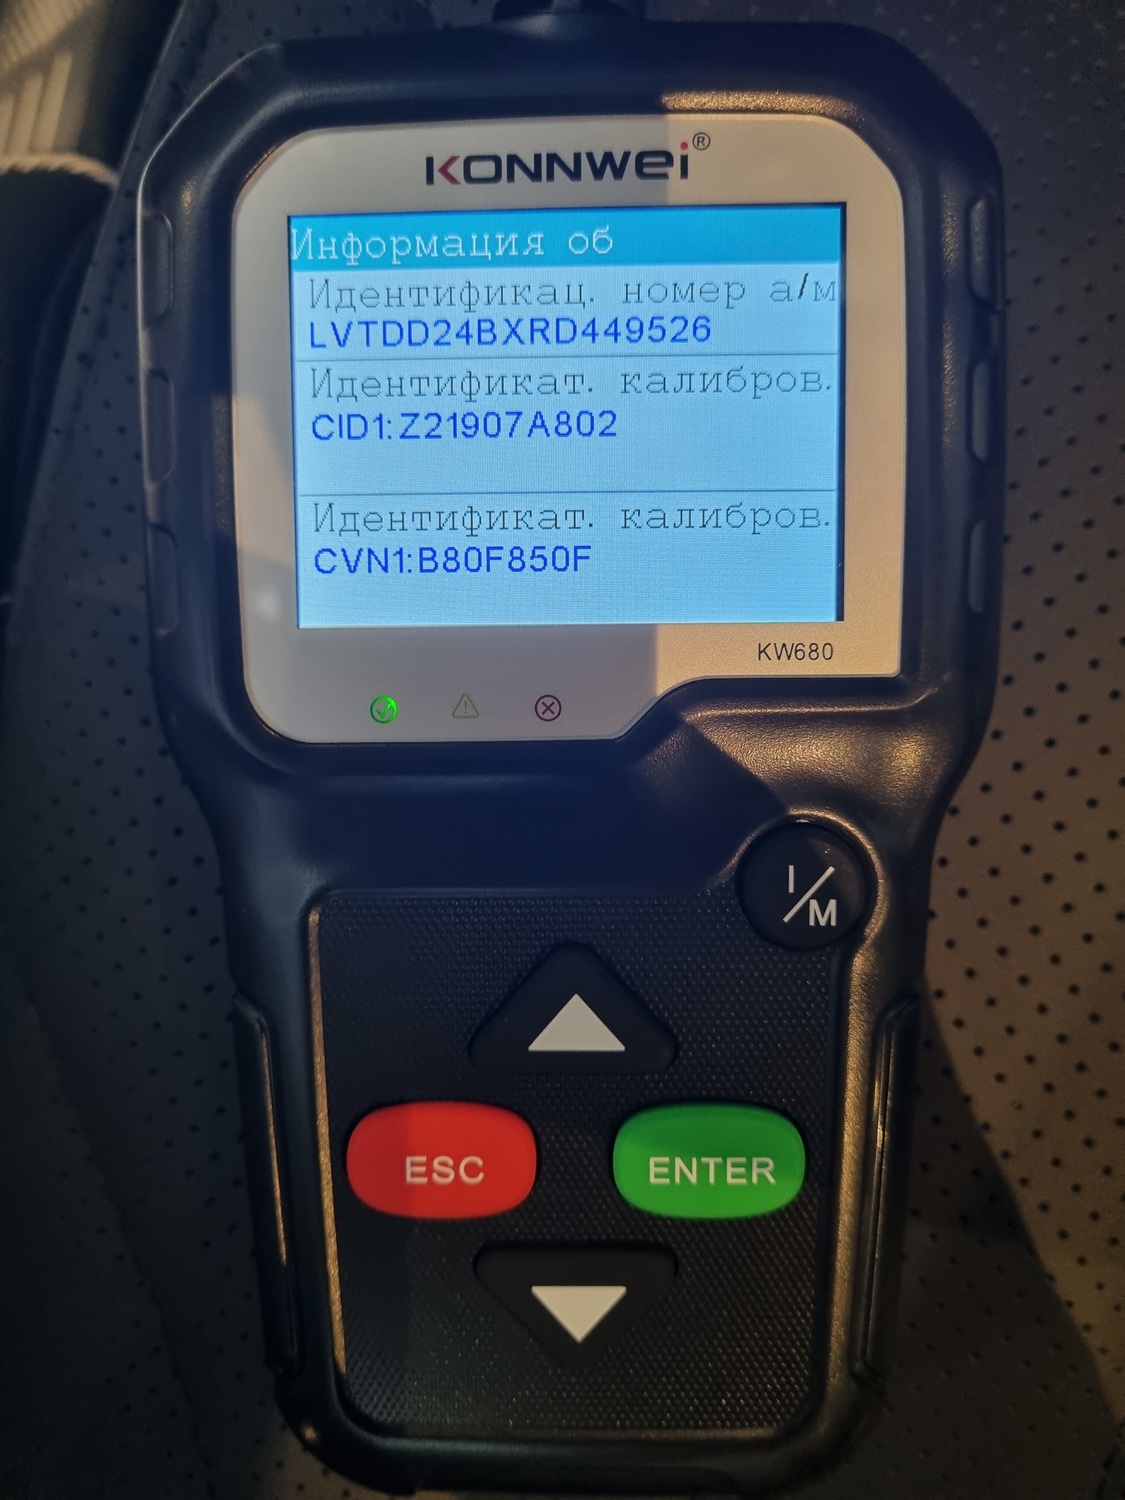 KONNWEI®
Информация об
Идентификац. номер а/м
LVTDD24BXRD449526
Идентификат. калибров.
CID1:Z21907A802
Идентификат. калибров.
CVN1:B80F850F
KW680
I/M
ESC
ENTER